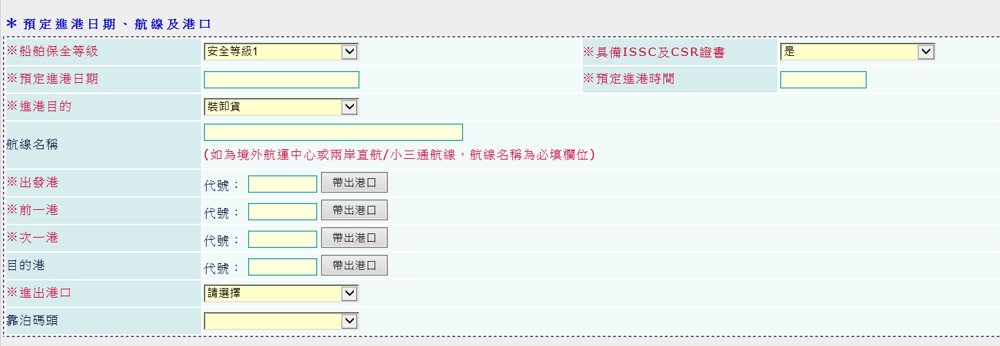 ＊預定進港日期、航線及港口
※船舶保全等級 安全等級1 ※具備ISSC及CSR證書 是
※預定進港日期 ※預定進港時間
※進港目的 裝卸貨
航線名稱
(如為境外航運中心或兩岸直航/小三通航線，航線名稱為必填欄位)
※出發港 代號： 帶出港口
※前一港 代號： 帶出港口
※次一港 代號： 帶出港口
目的港 代號： 帶出港口
※進出港口 請選擇
靠泊碼頭